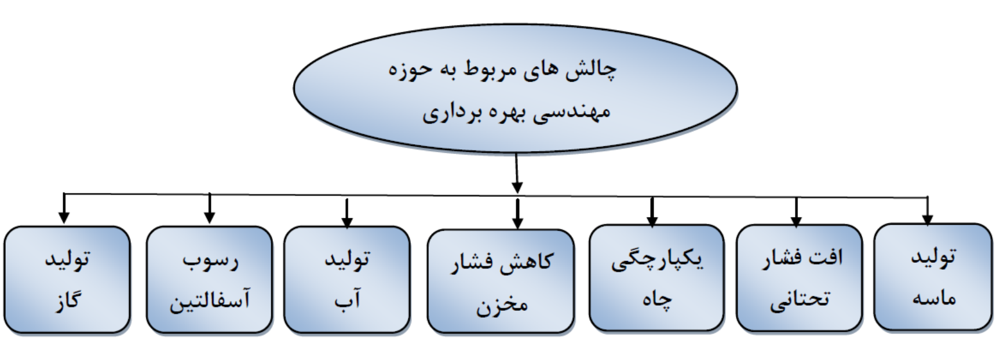 چالش های مربوط به حوزه
مهندسی بهره برداری
تولید
ماسه
افت فشار
تحتانی
یکپارچگی
چاه
کاهش فشار
مخزن
تولید
آب
رسوب
آسفالتین
تولید
گاز